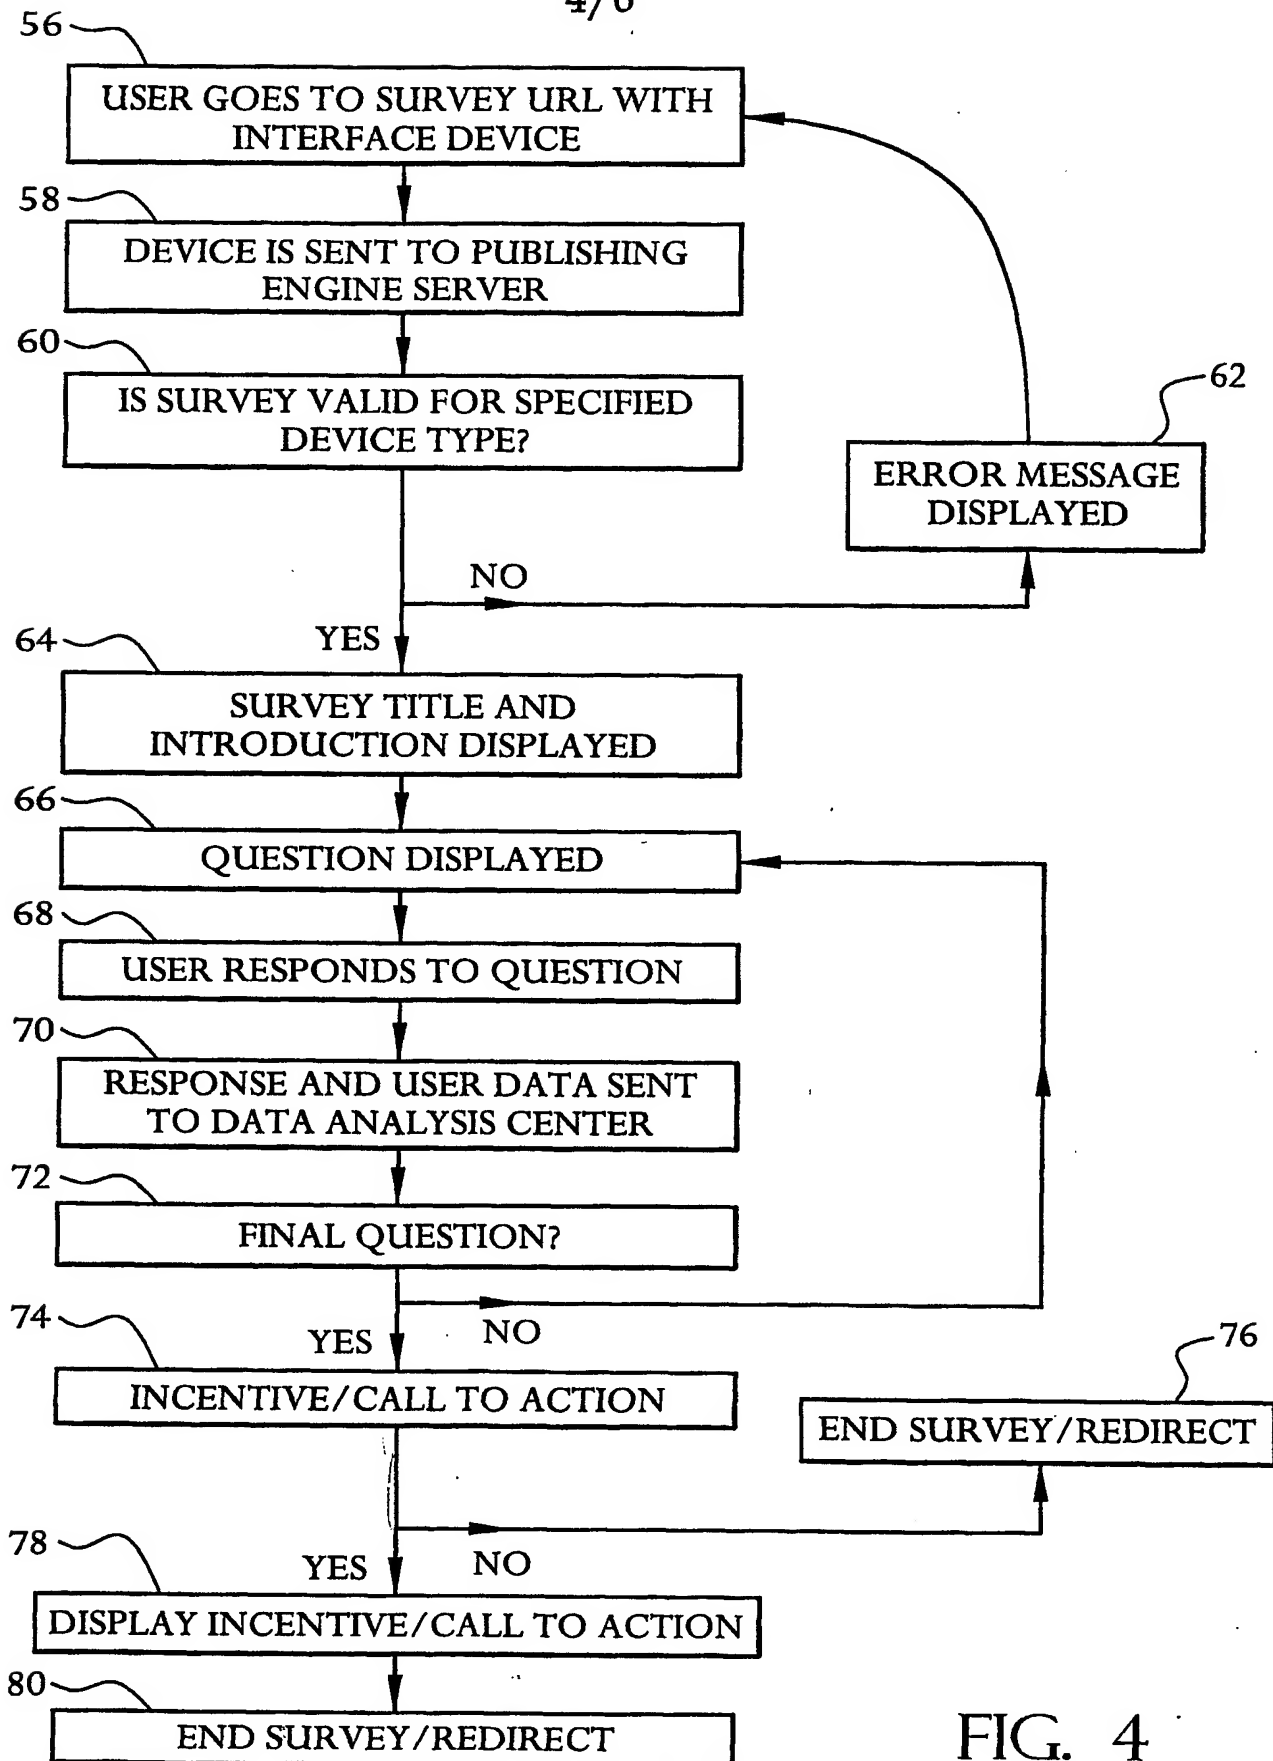 4/6
56
USER GOES TO SURVEY URL WITH
INTERFACE DEVICE
58
DEVICE IS SENT TO PUBLISHING
ENGINE SERVER
60
IS SURVEY VALID FOR SPECIFIED
DEVICE TYPE?
62
ERROR MESSAGE
DISPLAYED
NO
YES
64
SURVEY TITLE AND
INTRODUCTION DISPLAYED
66
QUESTION DISPLAYED
68
USER RESPONDS TO QUESTION
70
RESPONSE AND USER DATA SENT
TO DATA ANALYSIS CENTER
72
FINAL QUESTION?
NO
YES
74
INCENTIVE/CALL TO ACTION
76
END SURVEY/REDIRECT
NO
YES
78
DISPLAY INCENTIVE/CALL TO ACTION
80
END SURVEY/REDIRECT
FIG. 4